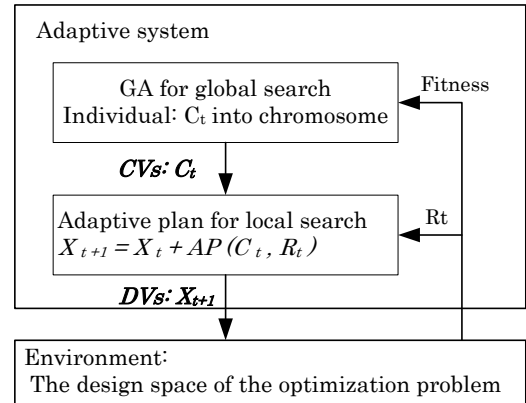 Adaptive system
GA for global search
Individual: Cₜ into chromosome
Fitness
CVs: Cₜ
Adaptive plan for local search
Xₜ₊₁ = Xₜ + AP (Cₜ, Rₜ)
Rt
DVs: Xₜ₊₁
Environment:
The design space of the optimization problem